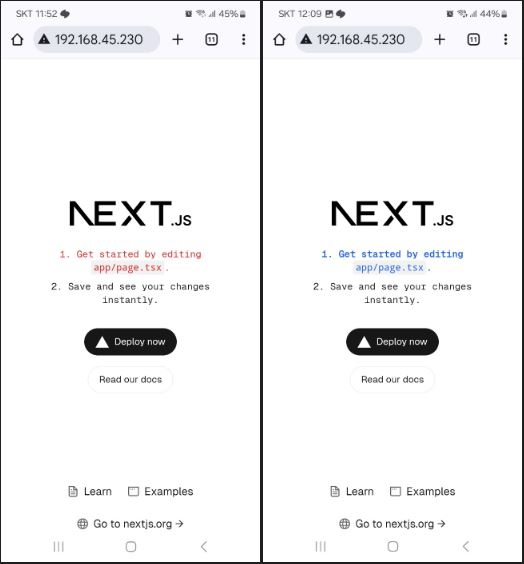 SKT 11:52
45%
192.168.45.230
11
NEXT.JS
1. Get started by editing
app/page.tsx.
2. Save and see your changes
instantly.
Deploy now
Read our docs
Learn
Examples
Go to nextjs.org →
SKT 12:09
44%
192.168.45.230
11
NEXT.JS
1. Get started by editing
app/page.tsx.
2. Save and see your changes
instantly.
Deploy now
Read our docs
Learn
Examples
Go to nextjs.org →